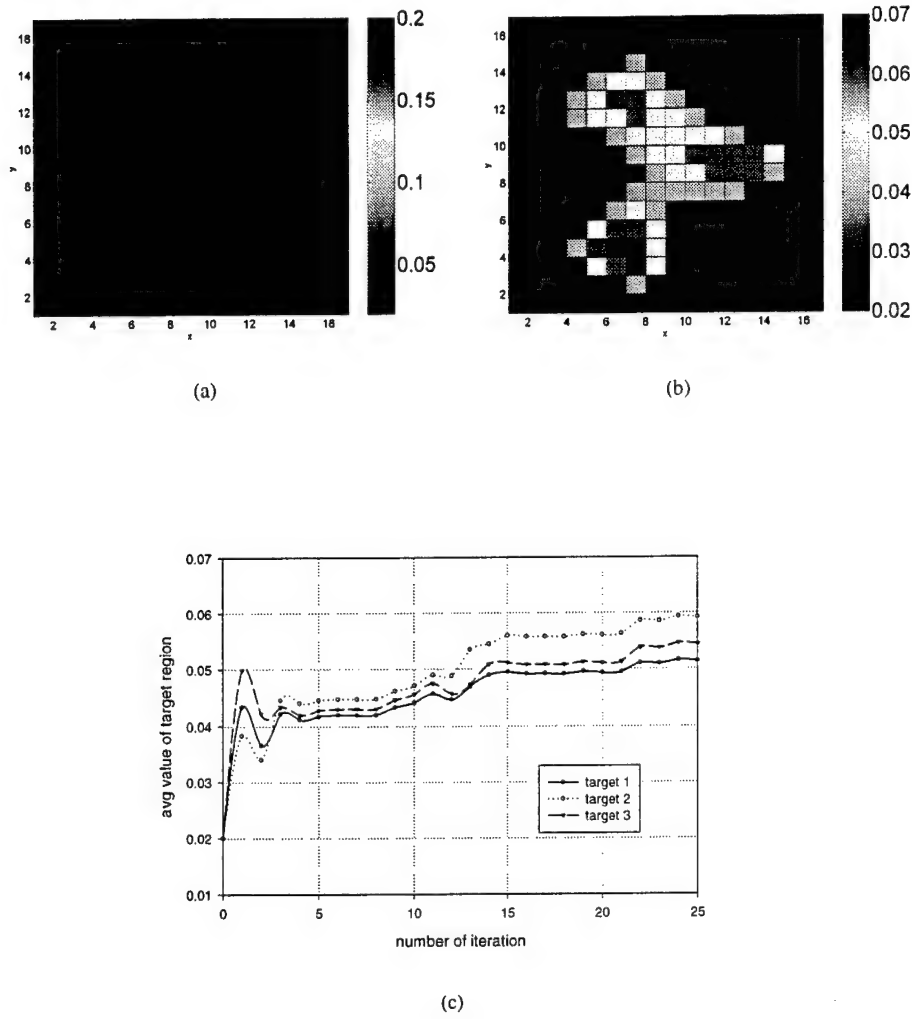 0.2
0.15
0.1
0.05
16
14
12
10
8
6
4
2
y
2 4 6 8 10 12 14 16
x
(a)
0.07
0.06
0.05
0.04
0.03
0.02
16
14
12
10
8
6
4
2
y
2 4 6 8 10 12 14 16
x
(b)
0.07
0.06
0.05
0.04
0.03
0.02
0.01
avg value of target region
0 5 10 15 20 25
number of iteration
target 1
target 2
target 3
(c)